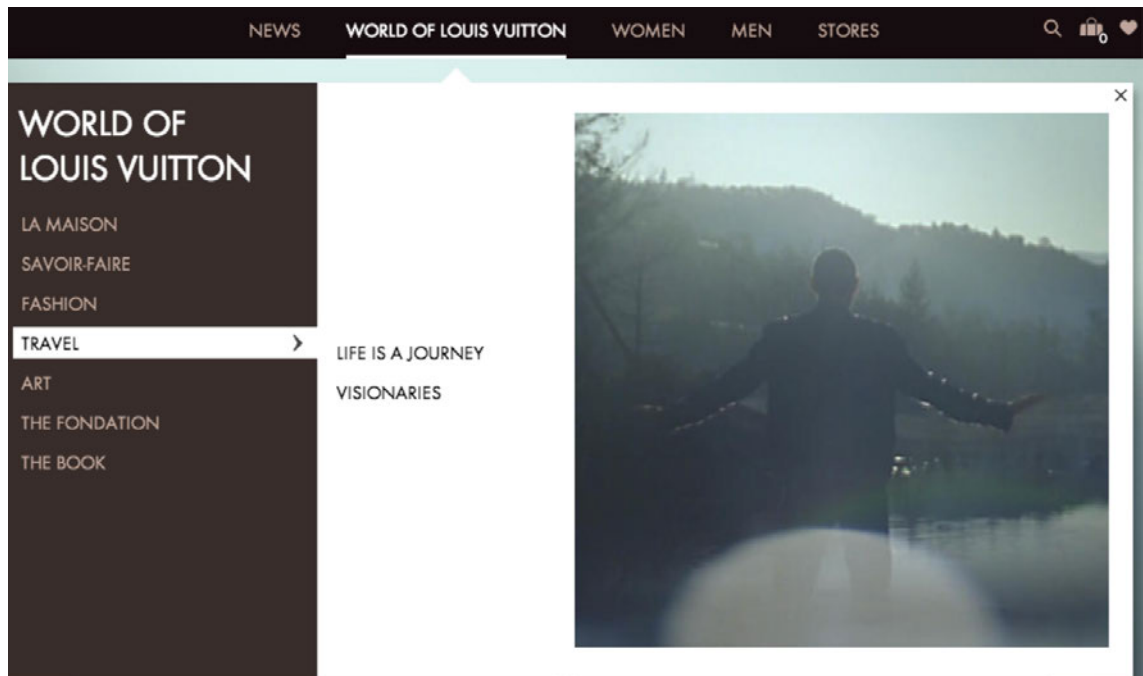 NEWS WORLD OF LOUIS VUITTON WOMEN MEN STORES 0
WORLD OF
LOUIS VUITTON
LA MAISON
SAVOIR-FAIRE
FASHION
TRAVEL
ART
THE FONDATION
THE BOOK
LIFE IS A JOURNEY
VISIONARIES